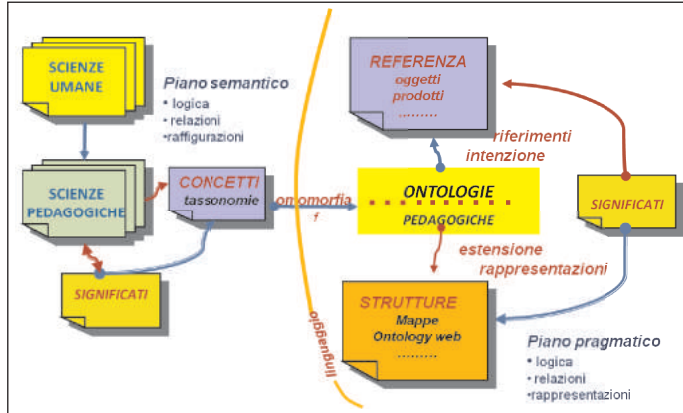 SCIENZE
UMANE
Piano semantico
• logica
• relazioni
•raffigurazioni
SCIENZE
PEDAGOGICHE
CONCETTI
tassonomie
SIGNIFICATI
omomorfia
f
linguaggio
REFERENZA
oggetti
prodotti
.........
riferimenti
intenzione
ONTOLOGIE
PEDAGOGICHE
SIGNIFICATI
estensione
rappresentazioni
STRUTTURE
Mappe
Ontology web
.........
Piano pragmatico
• logica
• relazioni
•rappresentazioni